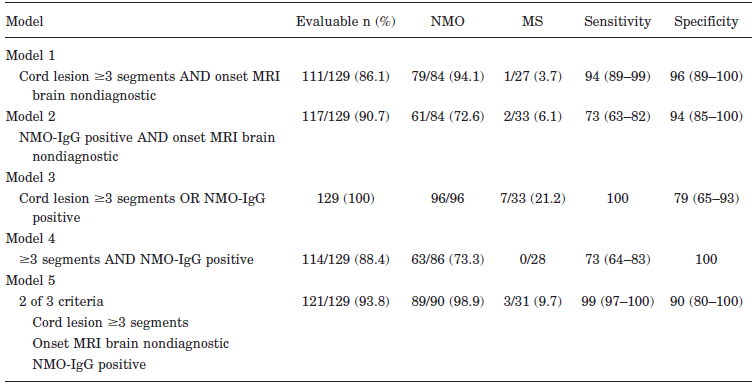 Model Evaluable n (%) NMO MS Sensitivity Specificity
Model 1
Cord lesion ≥3 segments AND onset MRI 111/129 (86.1) 79/84 (94.1) 1/27 (3.7) 94 (89–99) 96 (89–100)
brain nondiagnostic
Model 2 117/129 (90.7) 61/84 (72.6) 2/33 (6.1) 73 (63–82) 94 (85–100)
NMO-IgG positive AND onset MRI brain
nondiagnostic
Model 3
Cord lesion ≥3 segments OR NMO-IgG 129 (100) 96/96 7/33 (21.2) 100 79 (65–93)
positive
Model 4
≥3 segments AND NMO-IgG positive 114/129 (88.4) 63/86 (73.3) 0/28 73 (64–83) 100
Model 5
2 of 3 criteria 121/129 (93.8) 89/90 (98.9) 3/31 (9.7) 99 (97–100) 90 (80–100)
Cord lesion ≥3 segments
Onset MRI brain nondiagnostic
NMO-IgG positive